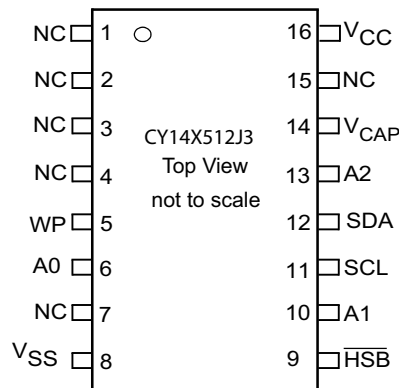 NC 1 16 VCC
NC 2 15 NC
NC 3 CY14X512J3 14 VCAP
NC 4 Top View 13 A2
WP 5 not to scale 12 SDA
A0 6 11 SCL
NC 7 10 A1
VSS 8 9 HSB